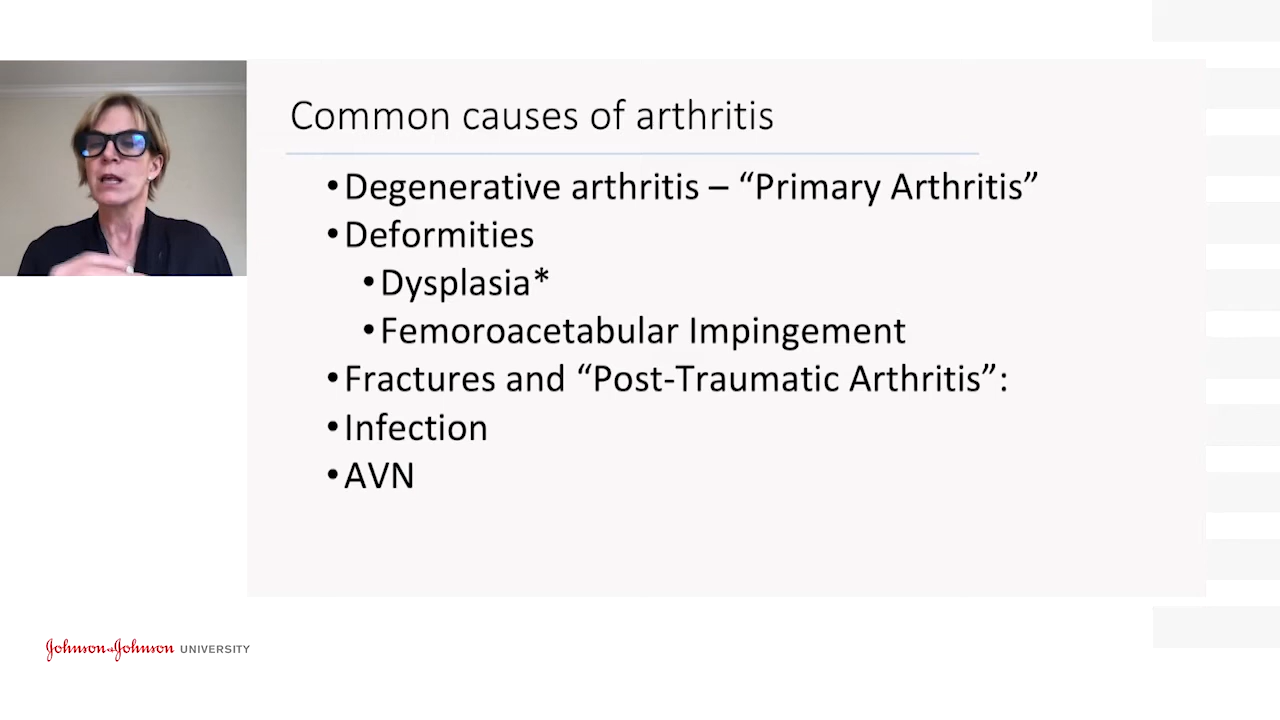 Common causes of arthritis
•Degenerative arthritis – “Primary Arthritis”
•Deformities
•Dysplasia*
•Femoroacetabular Impingement
•Fractures and “Post-Traumatic Arthritis”:
•Infection
•AVN
Johnson&Johnson UNIVERSITY